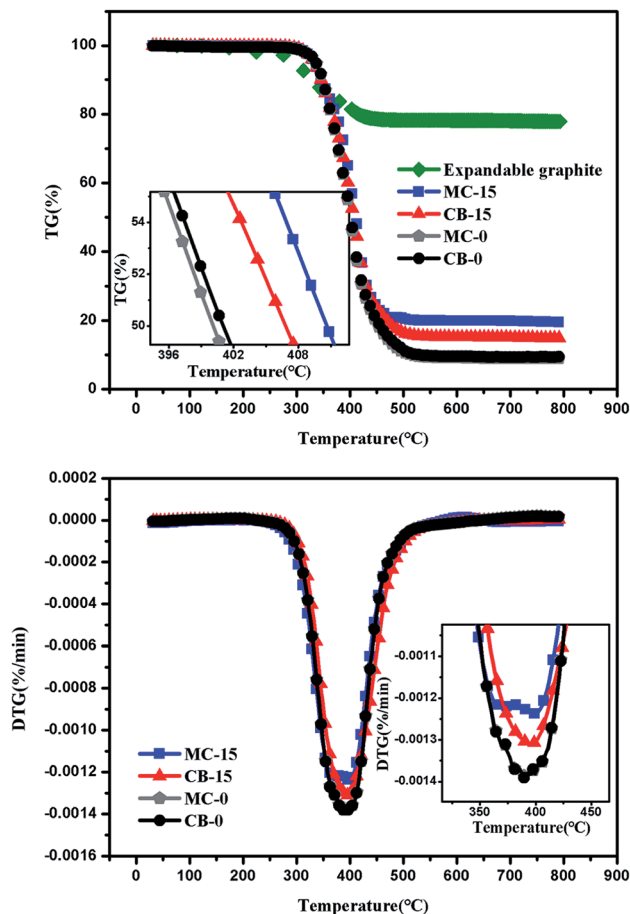 100
80
60
40
20
0
TG(%)
Expandable graphite
MC-15
CB-15
MC-0
CB-0
54
52
50
TG(%)
396 402 408
Temperature(°C)
0 100 200 300 400 500 600 700 800 900
Temperature(°C)
0.0002
0.0000
-0.0002
-0.0004
-0.0006
-0.0008
-0.0010
-0.0012
-0.0014
-0.0016
DTG(%/min)
MC-15
CB-15
MC-0
CB-0
-0.0011
-0.0012
-0.0013
-0.0014
DTG(%/min)
350 400 450
Temperature(°C)
0 100 200 300 400 500 600 700 800 900
Temperature(°C)